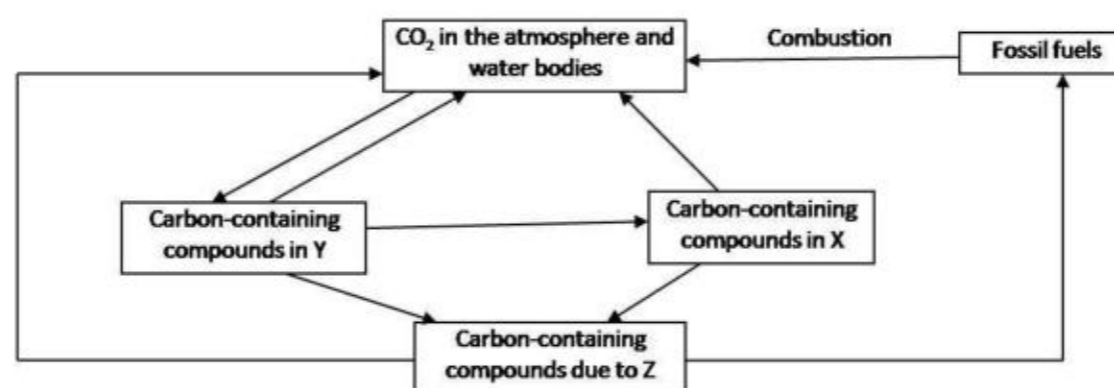 CO₂ in the atmosphere and
water bodies
Combustion
Fossil fuels
Carbon-containing
compounds in Y
Carbon-containing
compounds in X
Carbon-containing
compounds due to Z